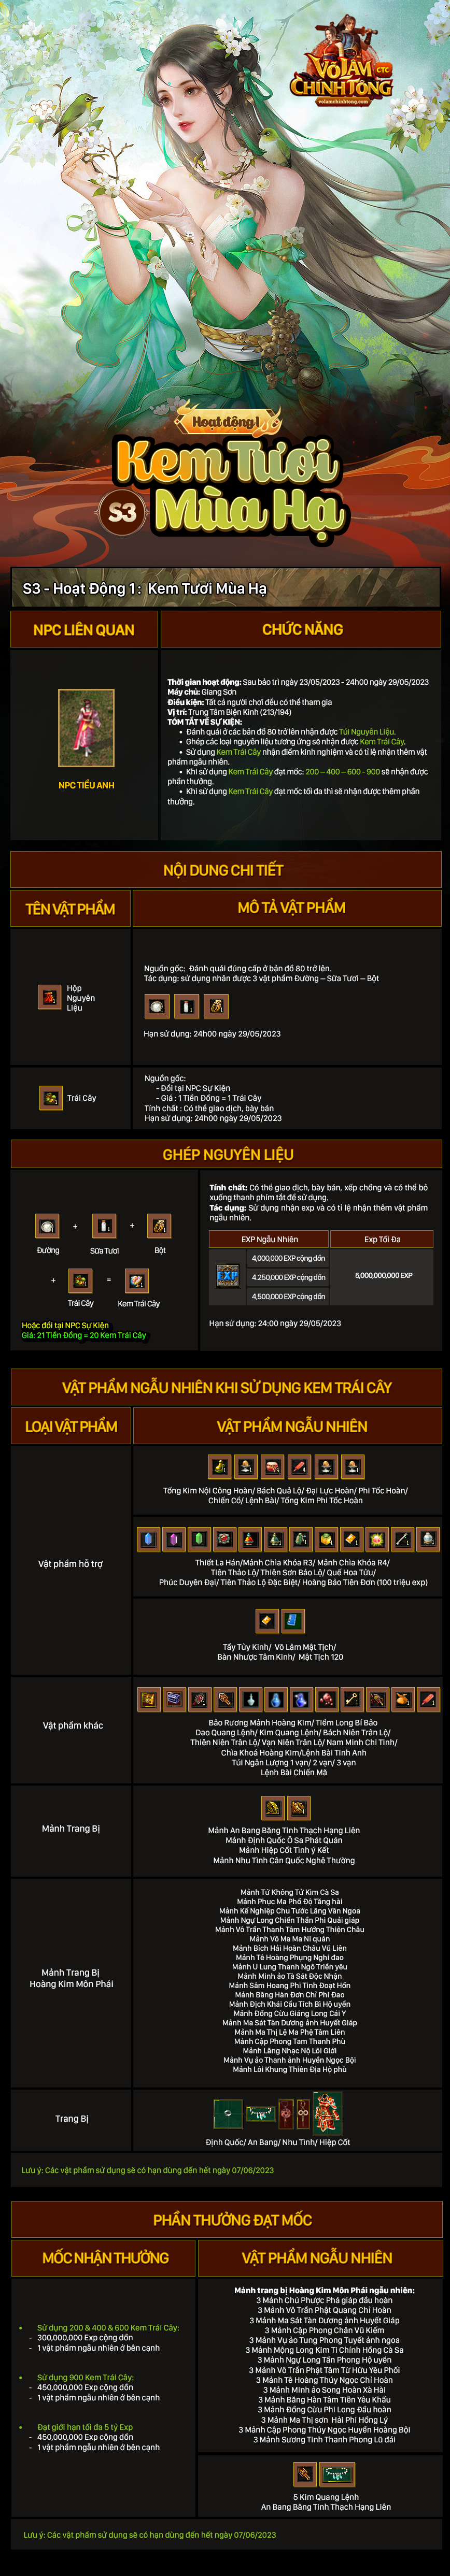 VÕ LÂM
CHÍNH TÔNG
CTC
volamchinhtong.com
Hoạt động 1
Kem Tươi
S3
Mùa Hạ
S3 - Hoạt Động 1: Kem Tươi Mùa Hạ
NPC LIÊN QUAN
CHỨC NĂNG
NPC TIỂU ANH
Thời gian hoạt động: Sau bảo trì ngày 23/05/2023 - 24h00 ngày 29/05/2023
Máy chủ: Giang Sơn
Điều kiện: Tất cả người chơi đều có thể tham gia
Vị trí: Trung Tâm Biện Kinh (213/194)
TÓM TẮT VỀ SỰ KIỆN:
• Đánh quái ở các bản đồ 80 trở lên nhận được Túi Nguyên Liệu.
• Ghép các loại nguyên liệu tương ứng sẽ nhận được Kem Trái Cây.
• Sử dụng Kem Trái Cây nhận điểm kinh nghiệm và có tỉ lệ nhận thêm vật
phẩm ngẫu nhiên.
• Khi sử dụng Kem Trái Cây đạt mốc: 200 – 400 – 600 - 900 sẽ nhận được
phần thưởng.
• Khi sử dụng Kem Trái Cây đạt mốc tối đa thì sẽ nhận được thêm phần
thưởng.
NỘI DUNG CHI TIẾT
TÊN VẬT PHẨM
MÔ TẢ VẬT PHẨM
Hộp
Nguyên
Liệu
Nguồn gốc: Đánh quái đúng cấp ở bản đồ 80 trở lên.
Tác dụng: sử dụng nhân được 3 vật phẩm Đường – Sữa Tươi – Bột
Hạn sử dụng: 24h00 ngày 29/05/2023
Trái Cây
Nguồn gốc:
- Đổi tại NPC Sự Kiện
- Giá : 1 Tiền Đồng = 1 Trái Cây
Tính chất : Có thể giao dịch, bày bán
Hạn sử dụng: 24h00 ngày 29/05/2023
GHÉP NGUYÊN LIỆU
+ +
Đường Sữa Tươi Bột
+ =
Trái Cây Kem Trái Cây
Hoặc đổi tại NPC Sự Kiện
Giá: 21 Tiền Đồng = 20 Kem Trái Cây
Tính chất: Có thể giao dịch, bày bán, xếp chồng và có thể bỏ
xuống thanh phím tắt để sử dụng.
Tác dụng: Sử dụng nhận exp và có tỉ lệ nhận thêm vật phẩm
ngẫu nhiên.
EXP Ngẫu Nhiên
Exp Tối Đa
EXP
4,000,000 EXP cộng dồn
4.250,000 EXP cộng dồn
4,500,000 EXP cộng dồn
5,000,000,000 EXP
Hạn sử dụng: 24:00 ngày 29/05/2023
VẬT PHẨM NGẪU NHIÊN KHI SỬ DỤNG KEM TRÁI CÂY
LOẠI VẬT PHẨM
VẬT PHẨM NGẪU NHIÊN
Vật phẩm hỗ trợ
Tống Kim Nội Công Hoàn/ Bách Quả Lộ/ Đại Lực Hoàn/ Phi Tốc Hoàn/
Chiến Cổ/ Lệnh Bài/ Tống Kim Phi Tốc Hoàn
Thiết La Hán/Mảnh Chìa Khóa R3/ Mảnh Chìa Khóa R4/
Tiên Thảo Lộ/ Thiên Sơn Bảo Lộ/ Quế Hoa Tửu/
Phúc Duyên Đại/ Tiên Thảo Lộ Đặc Biệt/ Hoàng Bảo Tiên Đơn (100 triệu exp)
Tẩy Tủy Kinh/ Võ Lâm Mật Tịch/
Bàn Nhược Tâm Kinh/ Mật Tịch 120
Vật phẩm khác
Bảo Rương Mảnh Hoàng Kim/ Tiềm Long Bí Bảo
Dao Quang Lệnh/ Kim Quang Lệnh/ Bách Niên Trân Lộ/
Thiên Niên Trân Lộ/ Vạn Niên Trân Lộ/ Nam Minh Chi Tinh/
Chìa Khoá Hoàng Kim/Lệnh Bài Tinh Anh
Túi Ngân Lượng 1 vạn/ 2 vạn/ 3 vạn
Lệnh Bài Chiến Mã
Mảnh Trang Bị
Mảnh An Bang Băng Tinh Thạch Hạng Liên
Mảnh Định Quốc Ô Sa Phát Quán
Mảnh Hiệp Cốt Tình ý Kết
Mảnh Nhu Tình Cân Quốc Nghê Thường
Mảnh Trang Bị
Hoàng Kim Môn Phái
Mảnh Tứ Không Tử Kim Cà Sa
Mảnh Phục Ma Phổ Độ Tăng hài
Mảnh Kế Nghiệp Chu Tước Lăng Vân Ngoa
Mảnh Ngự Long Chiến Thần Phi Quải giáp
Mảnh Vô Trần Thanh Tâm Hướng Thiện Châu
Mảnh Vô Ma Ma Ni quán
Mảnh Bích Hải Hoàn Châu Vũ Liên
Mảnh Tê Hoàng Phụng Nghi đao
Mảnh U Lung Thanh Ngô Triền yêu
Mảnh Minh ảo Tà Sát Độc Nhận
Mảnh Sâm Hoang Phi Tinh Đoạt Hồn
Mảnh Băng Hàn Đơn Chỉ Phi Đao
Mảnh Địch Khái Cẩu Tích Bì Hộ uyển
Mảnh Đồng Cừu Giáng Long Cái Y
Mảnh Ma Sát Tàn Dương ảnh Huyết Giáp
Mảnh Ma Thị Lệ Ma Phệ Tâm Liên
Mảnh Cập Phong Tam Thanh Phù
Mảnh Lăng Nhạc Nộ Lôi Giới
Mảnh Vụ ảo Thanh ảnh Huyền Ngọc Bội
Mảnh Lôi Khung Thiên Địa Hộ phù
Trang Bị
Định Quốc/ An Bang/ Nhu Tình/ Hiệp Cốt
Lưu ý: Các vật phẩm sử dụng sẽ có hạn dùng đến hết ngày 07/06/2023
PHẦN THƯỞNG ĐẠT MỐC
MỐC NHẬN THƯỞNG
VẬT PHẨM NGẪU NHIÊN
• Sử dụng 200 & 400 & 600 Kem Trái Cây:
- 300,000,000 Exp cộng dồn
- 1 vật phẩm ngẫu nhiên ở bên cạnh
• Sử dụng 900 Kem Trái Cây:
- 450,000,000 Exp cộng dồn
- 1 vật phẩm ngẫu nhiên ở bên cạnh
• Đạt giới hạn tối đa 5 tỷ Exp
- 450,000,000 Exp cộng dồn
- 1 vật phẩm ngẫu nhiên ở bên cạnh
Mảnh trang bị Hoàng Kim Môn Phái ngẫu nhiên:
3 Mảnh Chú Phược Phá giáp đầu hoàn
3 Mảnh Vô Trần Phật Quang Chỉ Hoàn
3 Mảnh Ma Sát Tàn Dương ảnh Huyết Giáp
3 Mảnh Cập Phong Chân Vũ Kiếm
3 Mảnh Vụ ảo Tung Phong Tuyết ảnh ngoa
3 Mảnh Mộng Long Kim Ti Chính Hồng Cà Sa
3 Mảnh Ngự Long Tấn Phong Hộ uyển
3 Mảnh Vô Trần Phật Tâm Từ Hữu Yêu Phối
3 Mảnh Tê Hoàng Thúy Ngọc Chỉ Hoàn
3 Mảnh Minh ảo Song Hoàn Xà Hài
3 Mảnh Băng Hàn Tâm Tiễn Yêu Khấu
3 Mảnh Đồng Cừu Phi Long Đầu hoàn
3 Mảnh Ma Thị sơn Hải Phi Hồng Lý
3 Mảnh Cập Phong Thúy Ngọc Huyền Hoàng Bội
3 Mảnh Sương Tinh Thanh Phong Lũ đái
5 Kim Quang Lệnh
An Bang Băng Tinh Thạch Hạng Liên
Lưu ý: Các vật phẩm sử dụng sẽ có hạn dùng đến hết ngày 07/06/2023